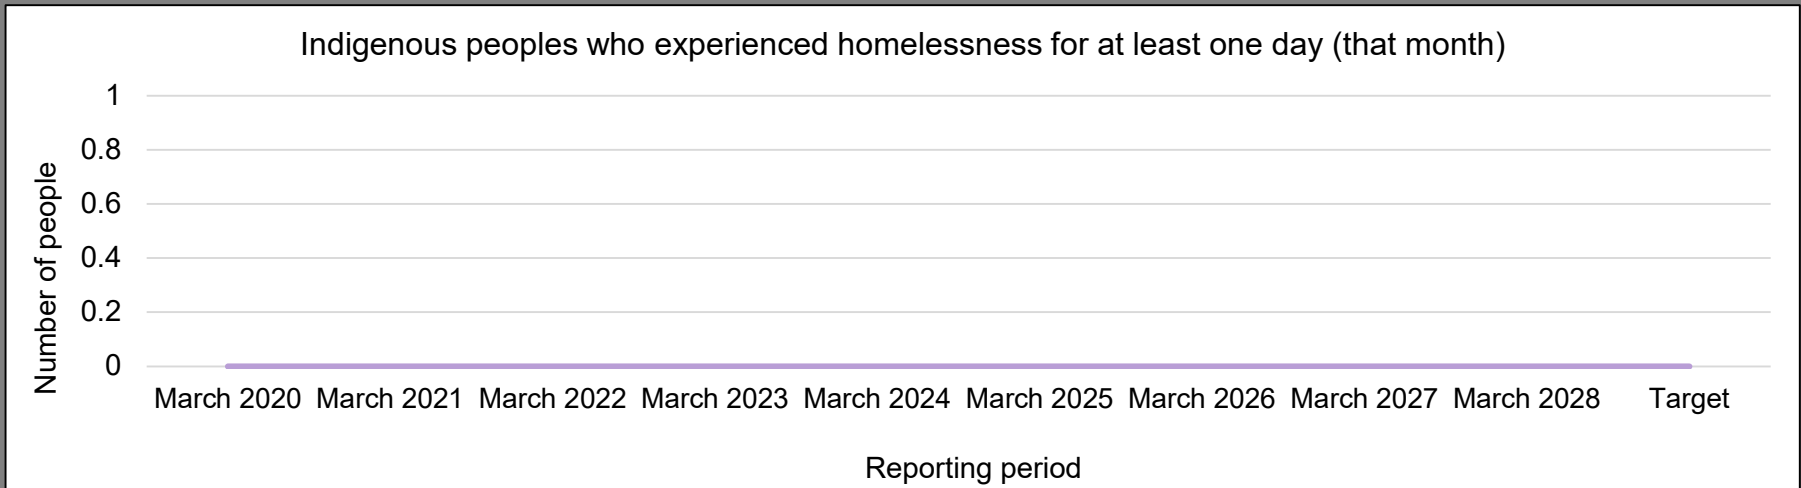 Indigenous peoples who experienced homelessness for at least one day (that month)
Number of people
1
0.8
0.6
0.4
0.2
0
March 2020 March 2021 March 2022 March 2023 March 2024 March 2025 March 2026 March 2027 March 2028 Target
Reporting period